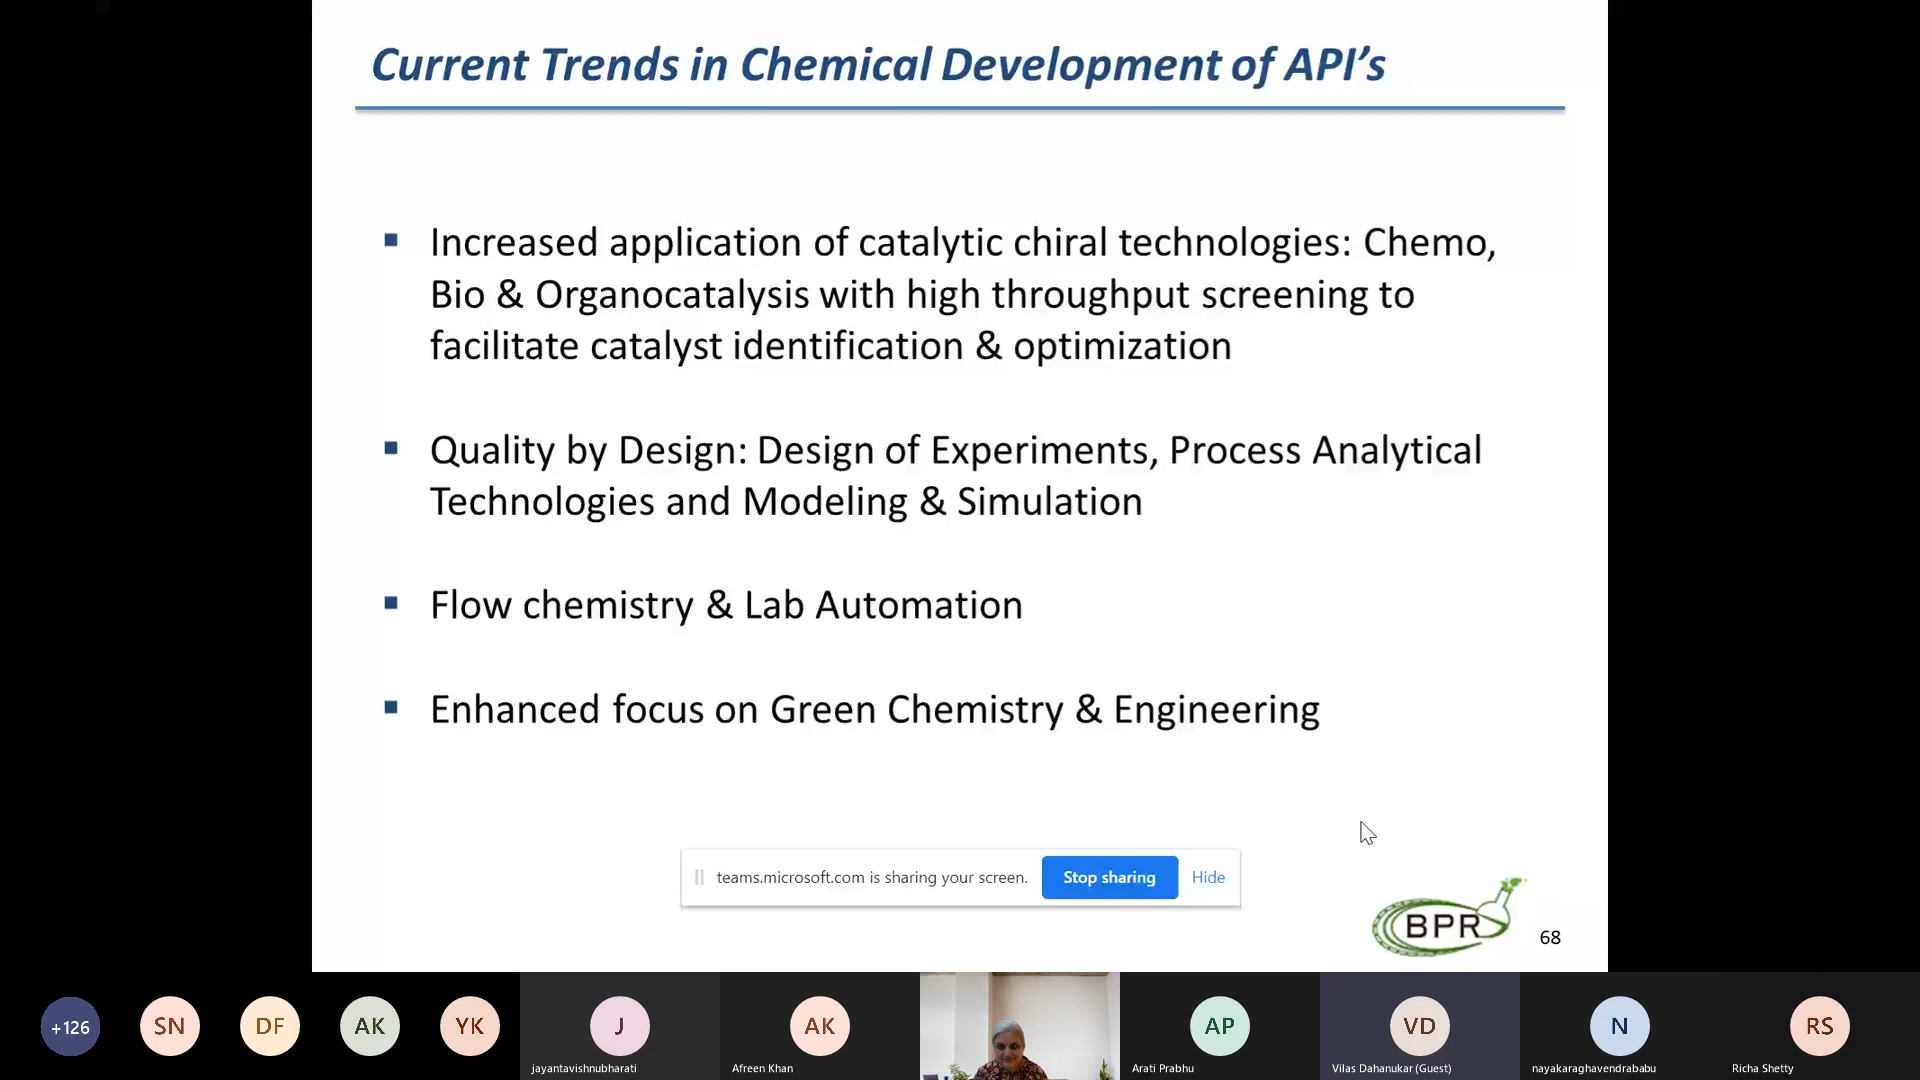 Current Trends in Chemical Development of API’s
▪ Increased application of catalytic chiral technologies: Chemo,
Bio & Organocatalysis with high throughput screening to
facilitate catalyst identification & optimization
▪ Quality by Design: Design of Experiments, Process Analytical
Technologies and Modeling & Simulation
▪ Flow chemistry & Lab Automation
▪ Enhanced focus on Green Chemistry & Engineering
teams.microsoft.com is sharing your screen.
Stop sharing
Hide
BPR
68
+126
SN
DF
AK
YK
J
jayantavishnubharati
AK
Afreen Khan
AP
Arati Prabhu
VD
Vilas Dahanukar (Guest)
N
nayakaraghavendrababu
RS
Richa Shetty